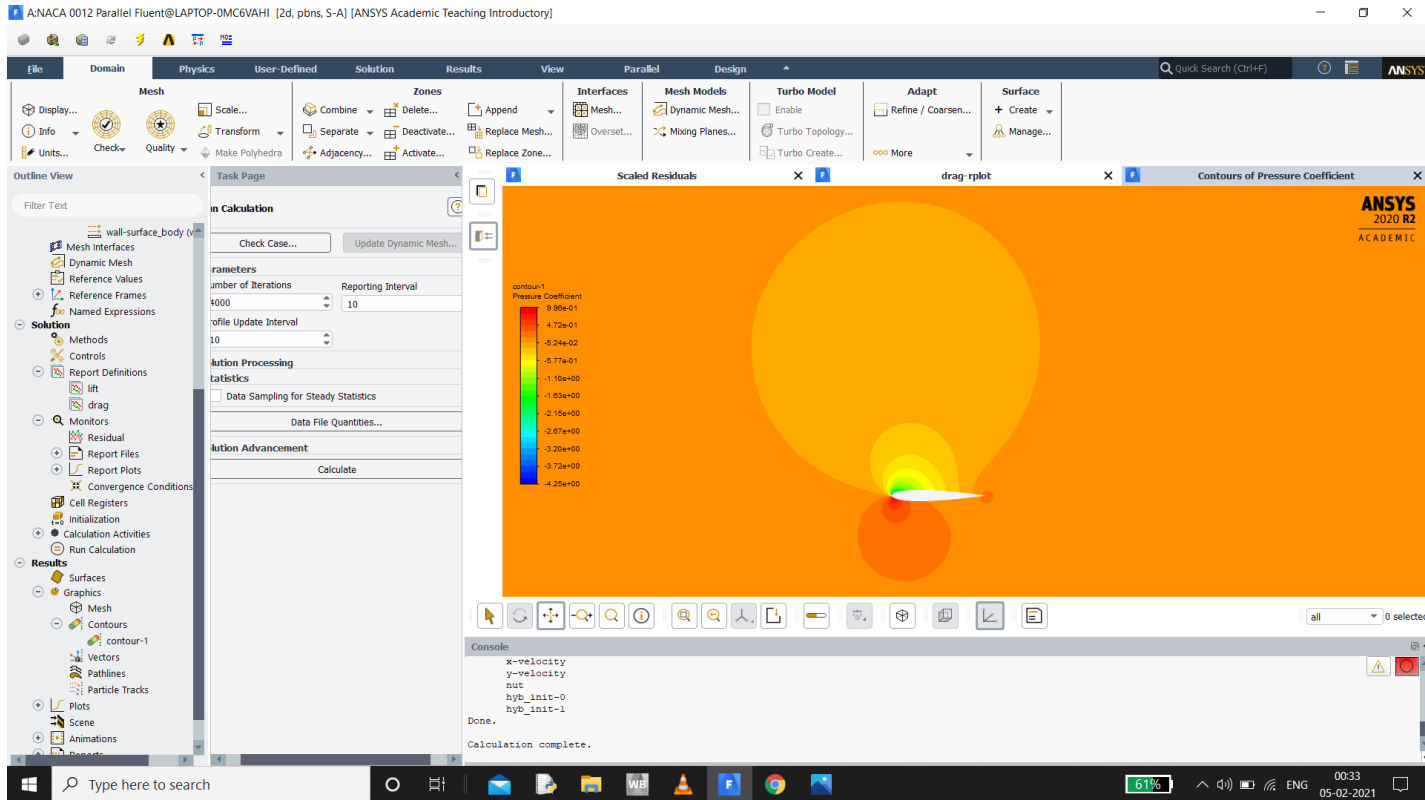 A:NACA 0012 Parallel Fluent@LAPTOP-0MC6VAHI [2d, pbns, S-A] [ANSYS Academic Teaching Introductory]
File Domain Physics User-Defined Solution Results View Parallel Design
Quick Search (Ctrl+F)
ANSYS
Mesh
Display...
Info
Units...
Check
Quality
Scale...
Transform
Make Polyhedra
Zones
Combine
Separate
Adjacency...
Delete...
Deactivate...
Activate...
Append
Replace Mesh...
Replace Zone...
Interfaces
Mesh...
Overset...
Mesh Models
Dynamic Mesh...
Mixing Planes...
Turbo Model
Enable
Turbo Topology...
Turbo Create...
Adapt
Refine / Coarsen...
More
Surface
+ Create
Manage...
Outline View
Filter Text
wall-surface_body (w
Mesh Interfaces
Dynamic Mesh
Reference Values
Reference Frames
Named Expressions
Solution
Methods
Controls
Report Definitions
lift
drag
Monitors
Residual
Report Files
Report Plots
Convergence Conditions
Cell Registers
Initialization
Calculation Activities
Run Calculation
Results
Surfaces
Graphics
Mesh
Contours
contour-1
Vectors
Pathlines
Particle Tracks
Plots
Scene
Animations
Reports
Task Page
un Calculation
Check Case...
Update Dynamic Mesh...
arameters
umber of Iterations
Reporting Interval
4000
10
rofile Update Interval
10
lution Processing
tatistics
Data Sampling for Steady Statistics
Data File Quantities...
lution Advancement
Calculate
Scaled Residuals
drag-rplot
Contours of Pressure Coefficient
ANSYS
2020 R2
ACADEMIC
contour-1
Pressure Coefficient
9.98e-01
4.72e-01
-5.24e-02
-5.77e-01
-1.10e+00
-1.63e+00
-2.15e+00
-2.67e+00
-3.20e+00
-3.72e+00
-4.25e+00
all
0 selected
Console
x-velocity
y-velocity
nut
hyb_init-0
hyb_init-1
Done.
Calculation complete.
Type here to search
WB
61%
ENG
00:33
05-02-2021